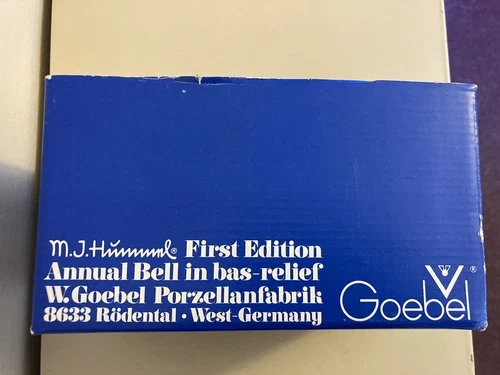 M.J.Hummel® First Edition
Annual Bell in bas-relief
W. Goebel Porzellanfabrik
8633 Rödental · West-Germany
Goebel®